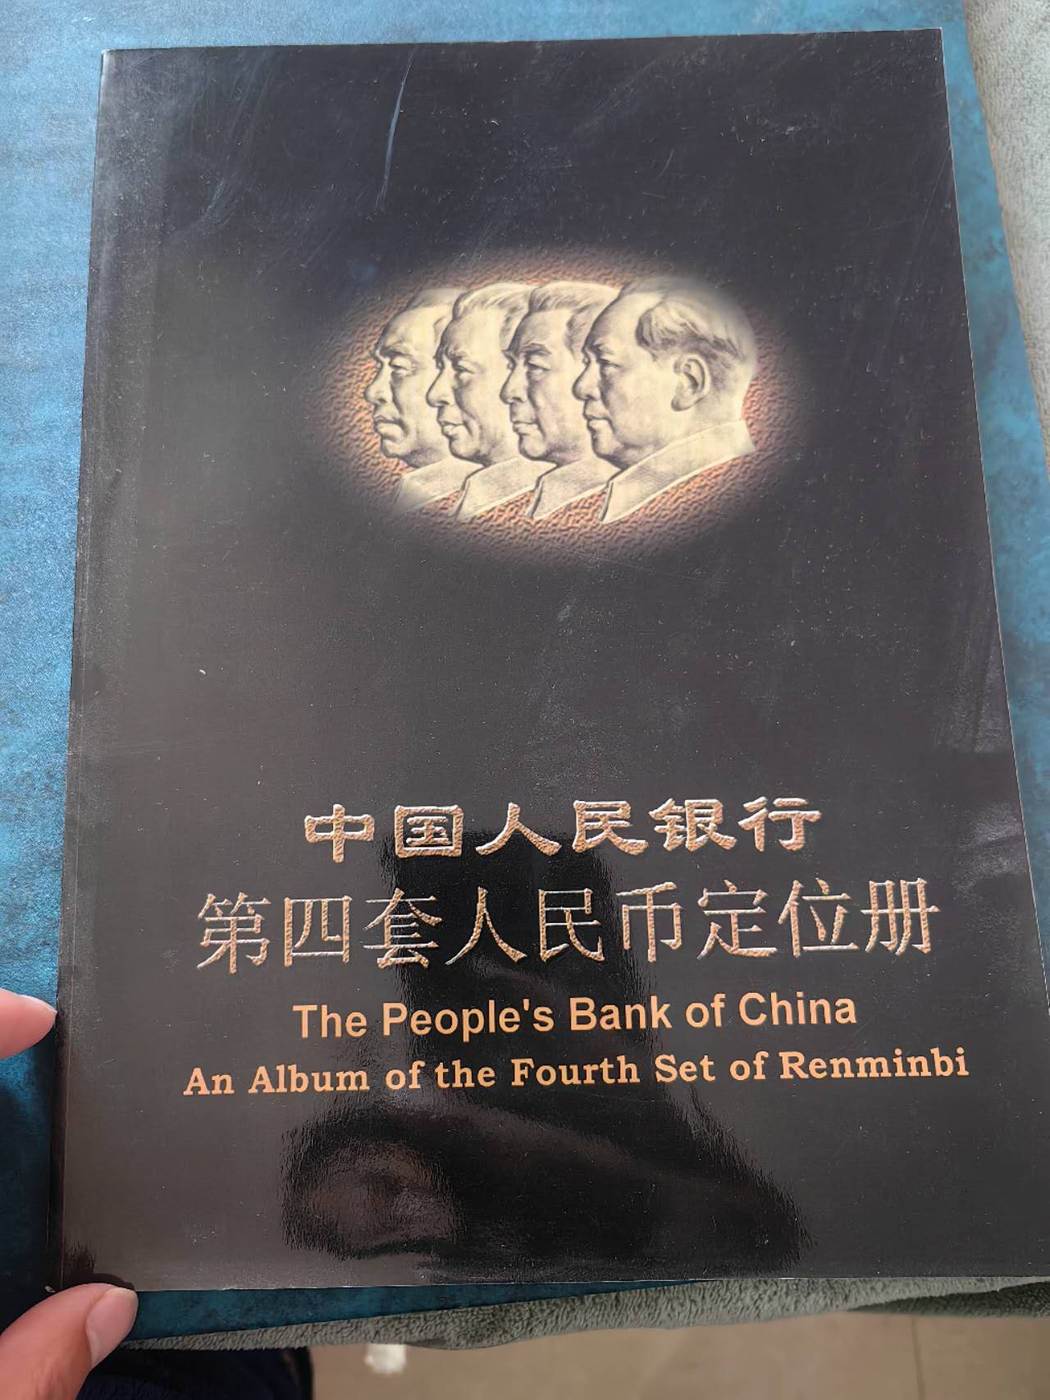 中国人民银行
第四套人民币定位册
The People's Bank of China
An Album of the Fourth Set of Renminbi